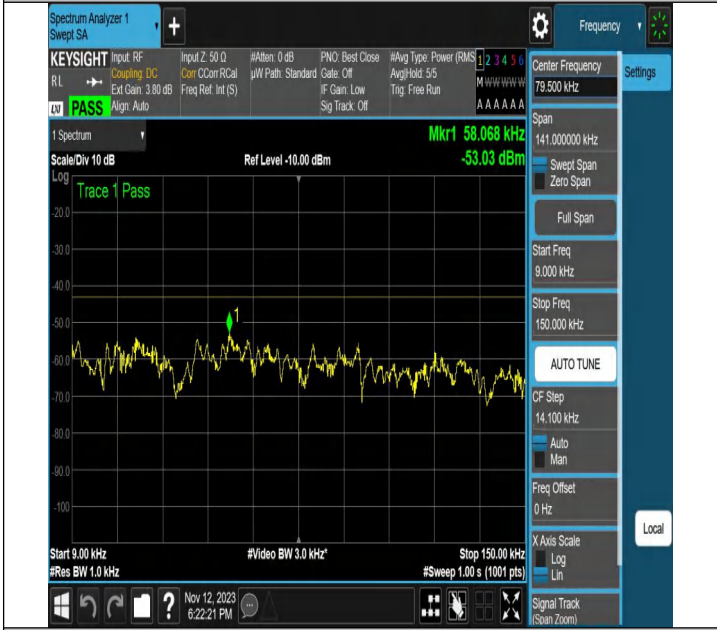 Spectrum Analyzer 1
Swept SA
+
Frequency
KEYSIGHT
RL
LXI
PASS
Input: RF
Coupling: DC
Ext Gain: 3.80 dB
Align: Auto
Input Z: 50 Ω
Corr CCorr RCal
Freq Ref: Int (S)
#Atten: 0 dB
µW Path: Standard
PNO: Best Close
Gate: Off
IF Gain: Low
Sig Track: Off
#Avg Type: Power (RMS
Avg|Hold: 5/5
Trig: Free Run
1 2 3 4 5 6
M W W W W W
A A A A A A
1 Spectrum
Scale/Div 10 dB
Ref Level -10.00 dBm
Mkr1 58.068 kHz
-53.03 dBm
Log
Trace 1 Pass
-20.0
-30.0
-40.0
-50.0
-60.0
-70.0
-80.0
-90.0
-100
1
Start 9.00 kHz
#Res BW 1.0 kHz
#Video BW 3.0 kHz*
Stop 150.00 kHz
#Sweep 1.00 s (1001 pts)
Center Frequency
79.500 kHz
Span
141.000000 kHz
Swept Span
Zero Span
Full Span
Start Freq
9.000 kHz
Stop Freq
150.000 kHz
AUTO TUNE
CF Step
14.100 kHz
Auto
Man
Freq Offset
0 Hz
X Axis Scale
Log
Lin
Signal Track
(Span Zoom)
Settings
Local
?
Nov 12, 2023
6:22:21 PM